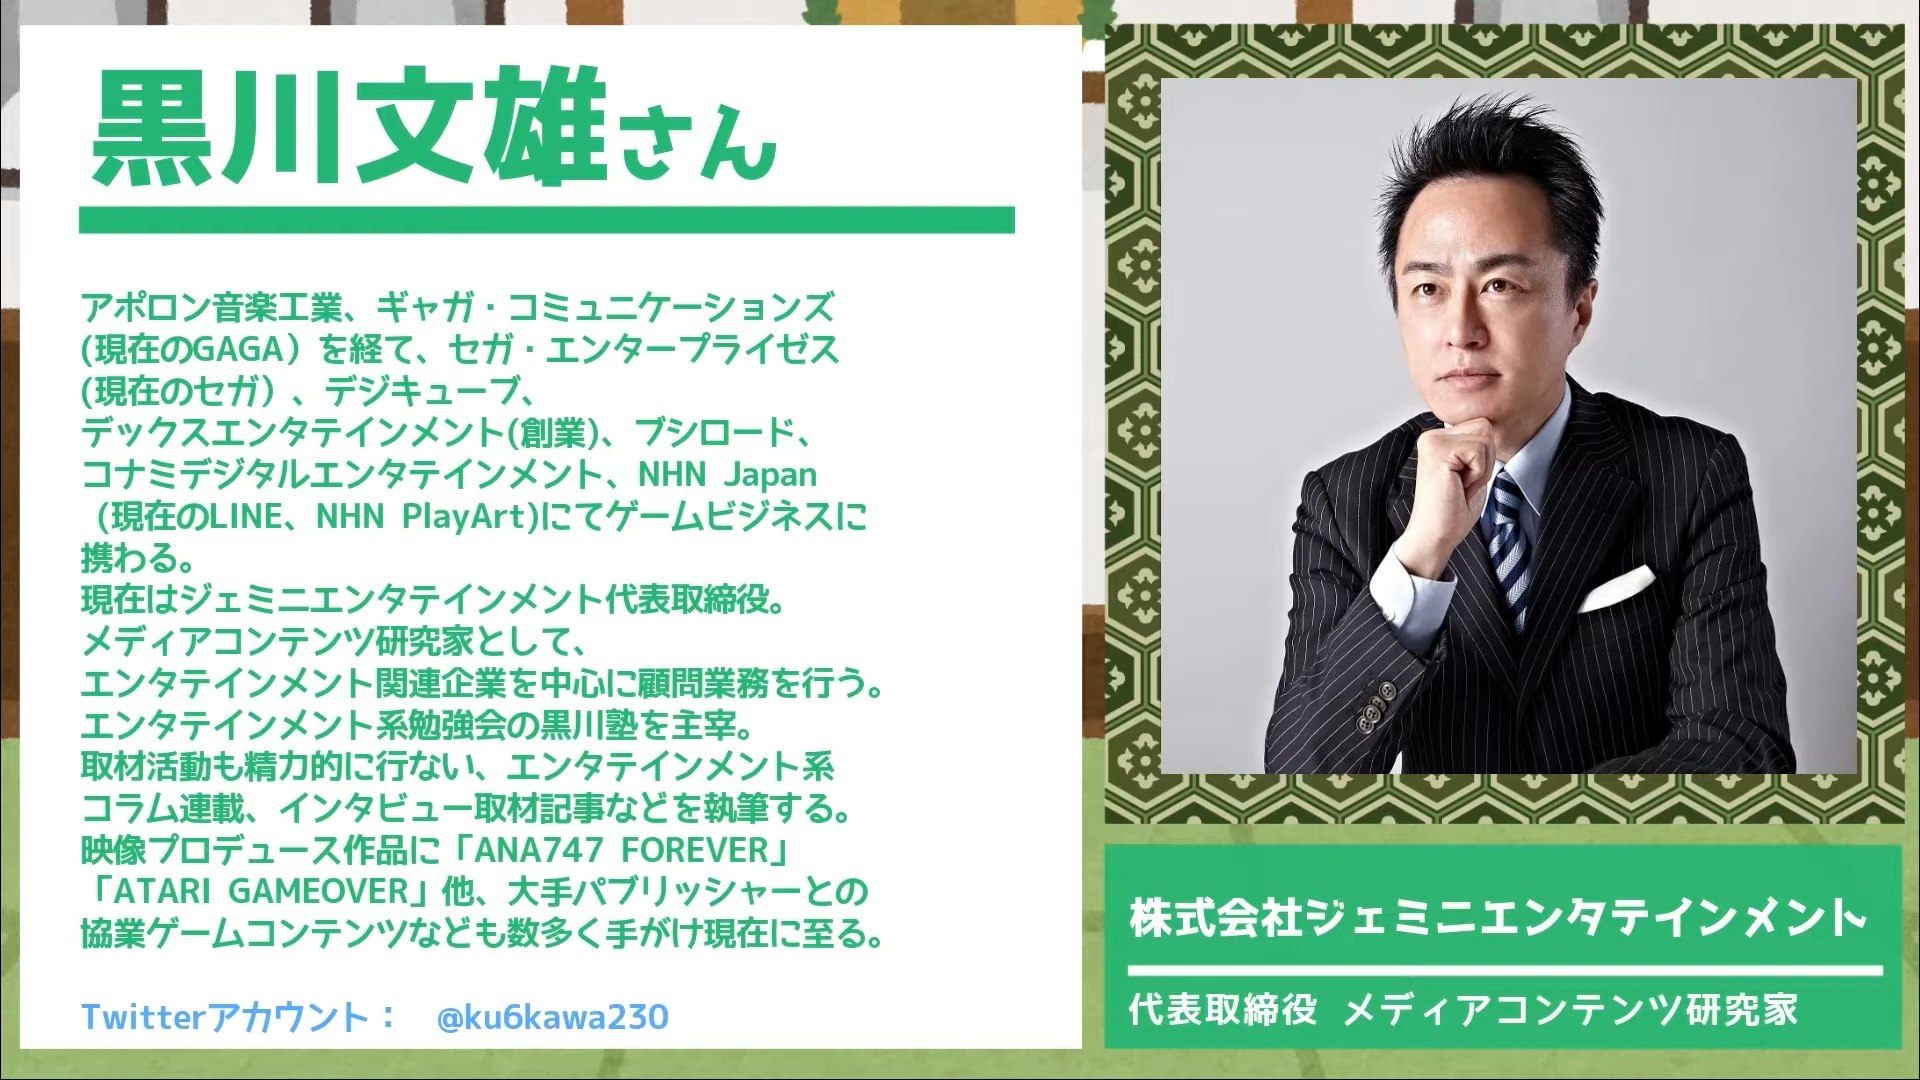 黒川文雄さん
アポロン音楽工業、ギャガ・コミュニケーションズ
(現在のGAGA）を経て、セガ・エンタープライゼス
(現在のセガ）、デジキューブ、
デックスエンタテインメント(創業)、ブシロード、
コナミデジタルエンタテインメント、NHN Japan
(現在のLINE、NHN PlayArt)にてゲームビジネスに
携わる。
現在はジェミニエンタテインメント代表取締役。
メディアコンテンツ研究家として、
エンタテインメント関連企業を中心に顧問業務を行う。
エンタテインメント系勉強会の黒川塾を主宰。
取材活動も精力的に行ない、エンタテインメント系
コラム連載、インタビュー取材記事などを執筆する。
映像プロデュース作品に「ANA747 FOREVER」
「ATARI GAMEOVER」他、大手パブリッシャーとの
協業ゲームコンテンツなども数多く手がけ現在に至る。
Twitterアカウント： @ku6kawa230
株式会社ジェミニエンタテインメント
代表取締役 メディアコンテンツ研究家